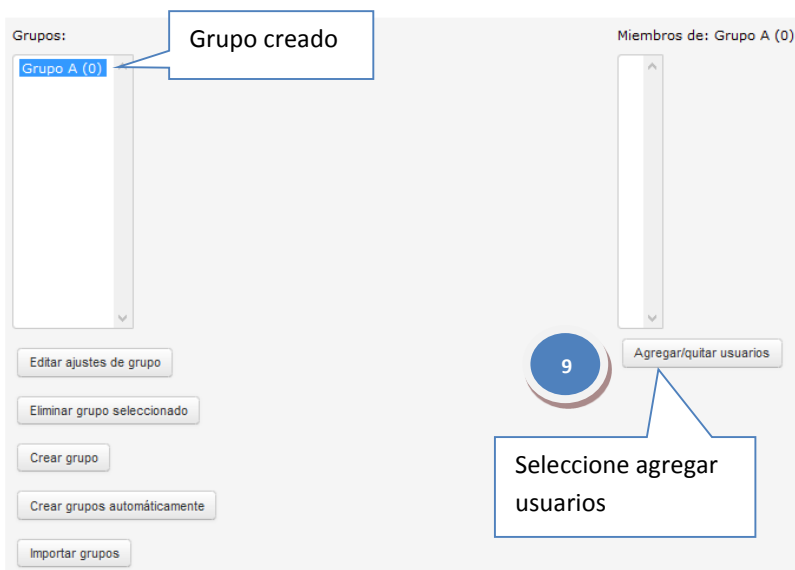 Grupos:
Grupo creado
Miembros de: Grupo A (0)
Grupo A (0)
Editar ajustes de grupo
9
Agregar/quitar usuarios
Eliminar grupo seleccionado
Crear grupo
Seleccione agregar
usuarios
Crear grupos automáticamente
Importar grupos